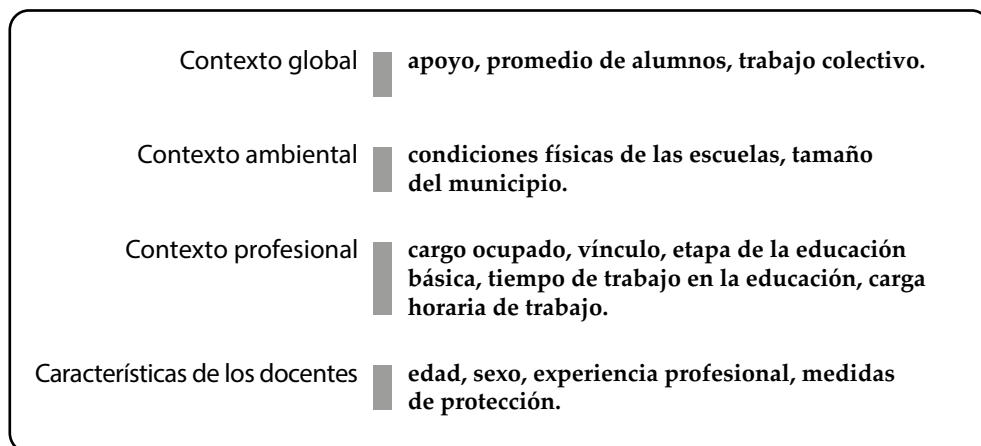 Contexto global
apoyo, promedio de alumnos, trabajo colectivo.
Contexto ambiental
condiciones físicas de las escuelas, tamaño
del municipio.
Contexto profesional
cargo ocupado, vínculo, etapa de la educación
básica, tiempo de trabajo en la educación, carga
horaria de trabajo.
Características de los docentes
edad, sexo, experiencia profesional, medidas
de protección.